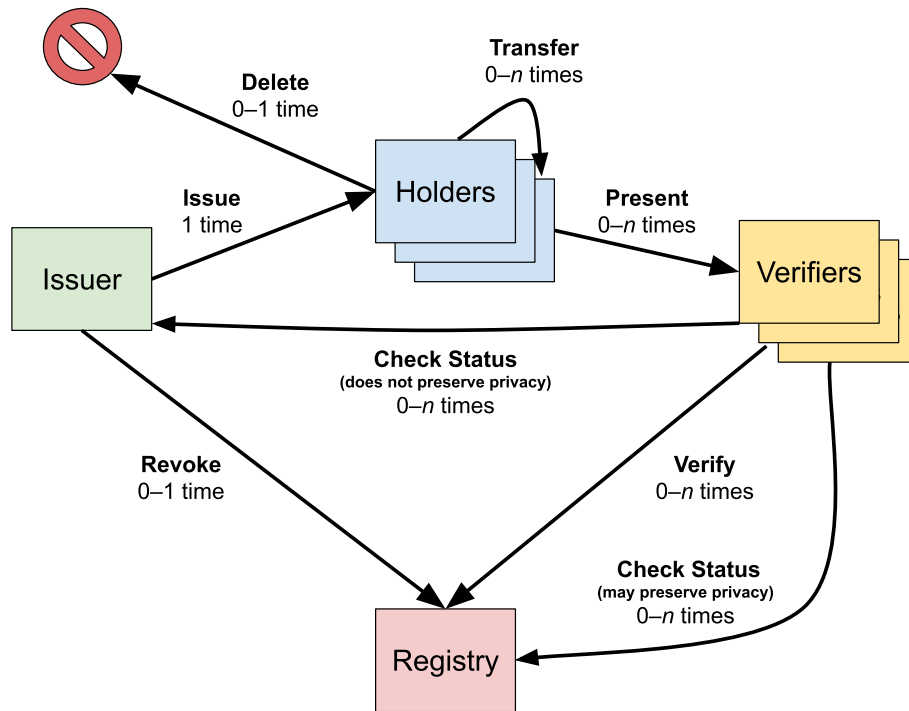 Transfer
0–n times
Delete
0–1 time
Holders
Issue
1 time
Present
0–n times
Issuer
Verifiers
Check Status
(does not preserve privacy)
0–n times
Revoke
0–1 time
Verify
0–n times
Check Status
(may preserve privacy)
0–n times
Registry